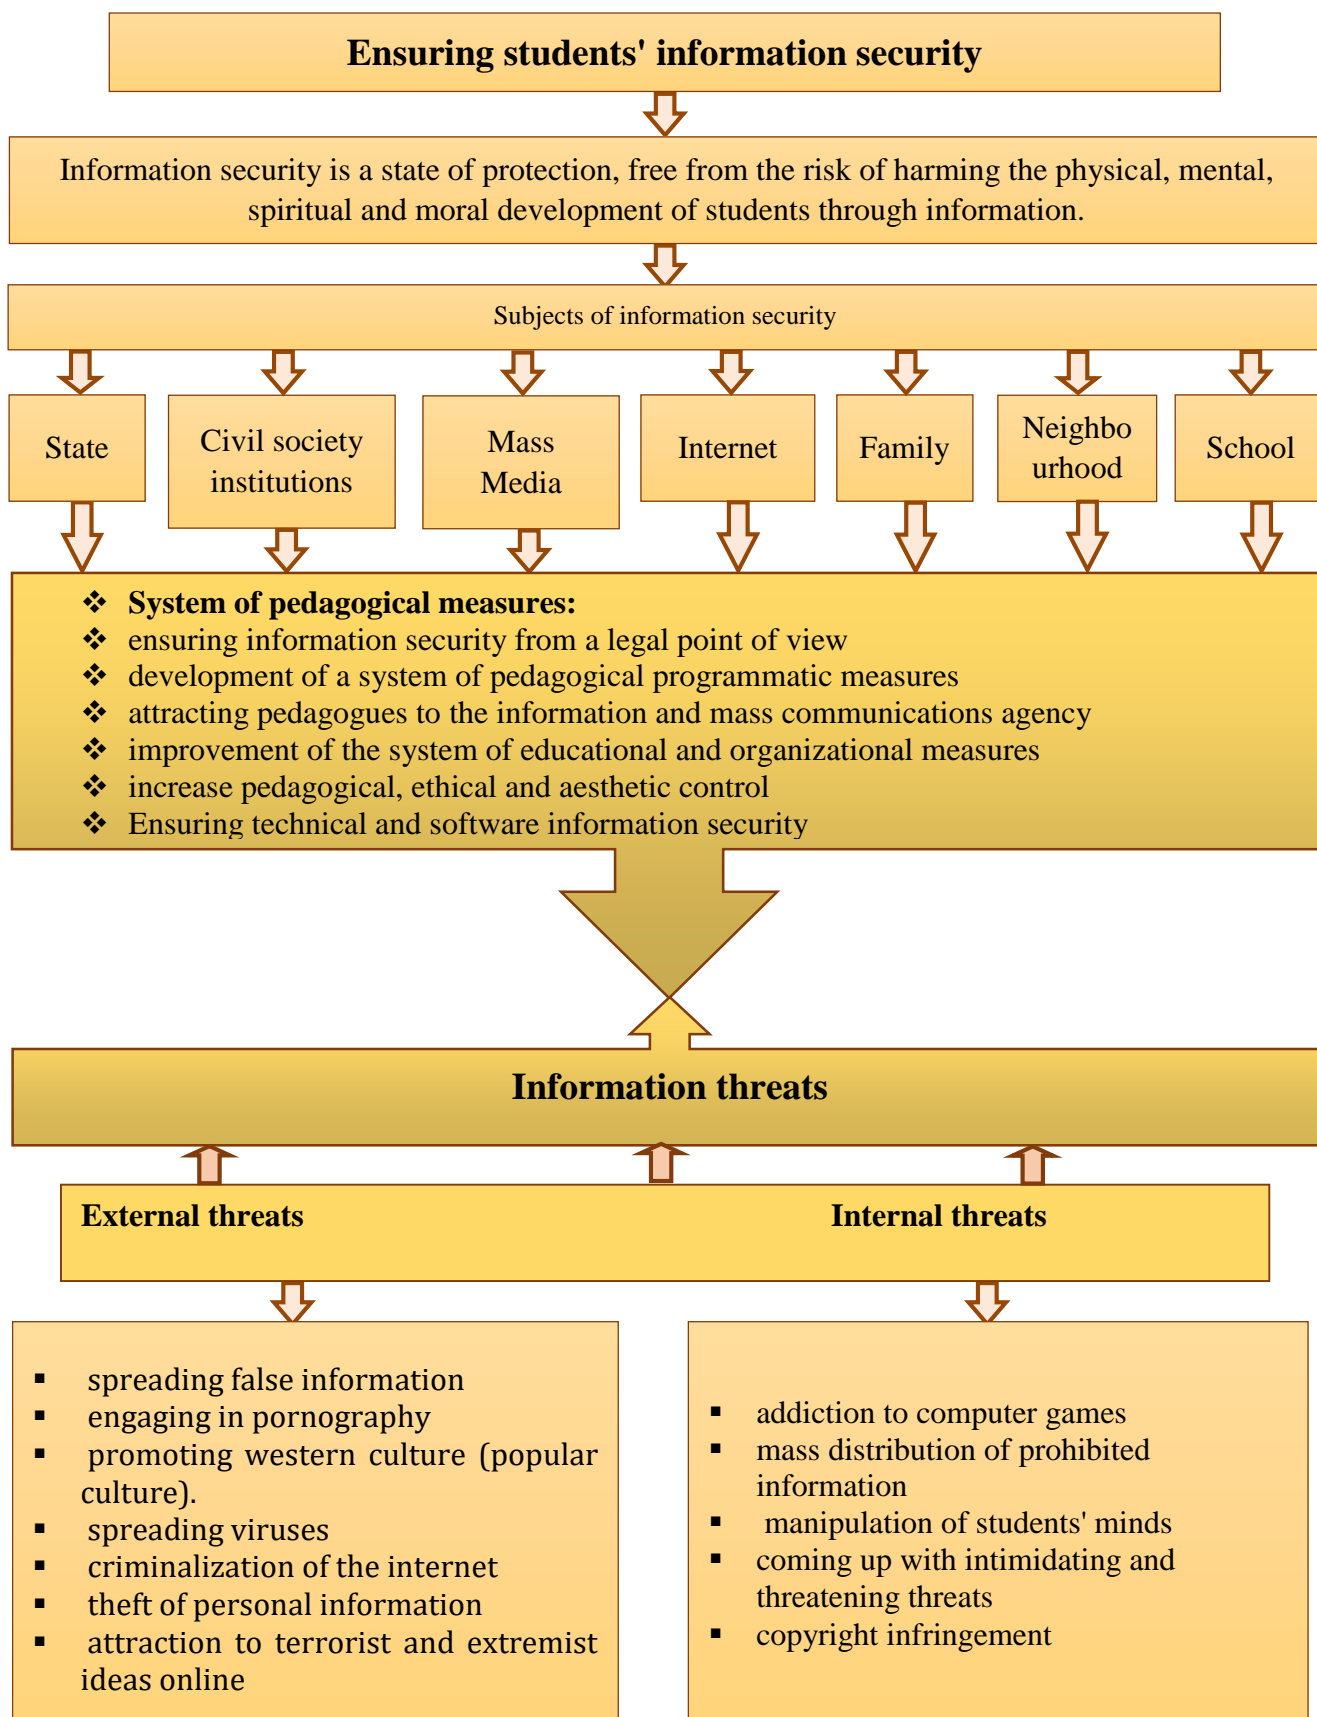 Ensuring students' information security
Information security is a state of protection, free from the risk of harming the physical, mental,
spiritual and moral development of students through information.
Subjects of information security
State
Civil society
institutions
Mass
Media
Internet
Family
Neighbo
urhood
School
❖ System of pedagogical measures:
❖ ensuring information security from a legal point of view
❖ development of a system of pedagogical programmatic measures
❖ attracting pedagogues to the information and mass communications agency
❖ improvement of the system of educational and organizational measures
❖ increase pedagogical, ethical and aesthetic control
❖ Ensuring technical and software information security
Information threats
External threats
Internal threats
▪ spreading false information
▪ engaging in pornography
▪ promoting western culture (popular
culture).
▪ spreading viruses
▪ criminalization of the internet
▪ theft of personal information
▪ attraction to terrorist and extremist
ideas online
▪ addiction to computer games
▪ mass distribution of prohibited
information
▪ manipulation of students' minds
▪ coming up with intimidating and
threatening threats
▪ copyright infringement